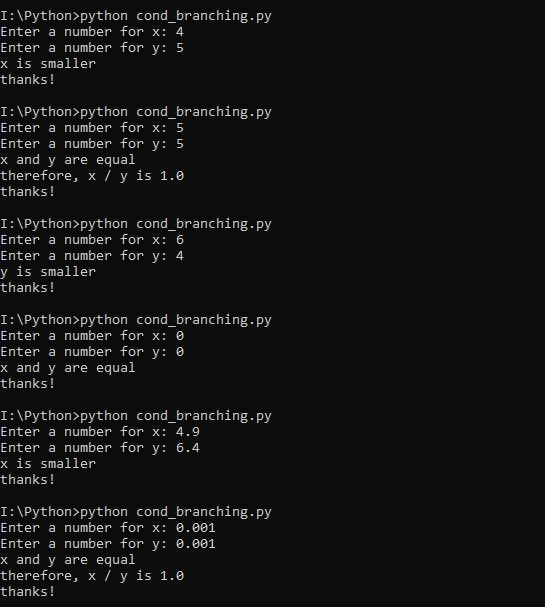 I:\Python>python cond_branching.py
Enter a number for x: 4
Enter a number for y: 5
x is smaller
thanks!
I:\Python>python cond_branching.py
Enter a number for x: 5
Enter a number for y: 5
x and y are equal
therefore, x / y is 1.0
thanks!
I:\Python>python cond_branching.py
Enter a number for x: 6
Enter a number for y: 4
y is smaller
thanks!
I:\Python>python cond_branching.py
Enter a number for x: 0
Enter a number for y: 0
x and y are equal
thanks!
I:\Python>python cond_branching.py
Enter a number for x: 4.9
Enter a number for y: 6.4
x is smaller
thanks!
I:\Python>python cond_branching.py
Enter a number for x: 0.001
Enter a number for y: 0.001
x and y are equal
therefore, x / y is 1.0
thanks!